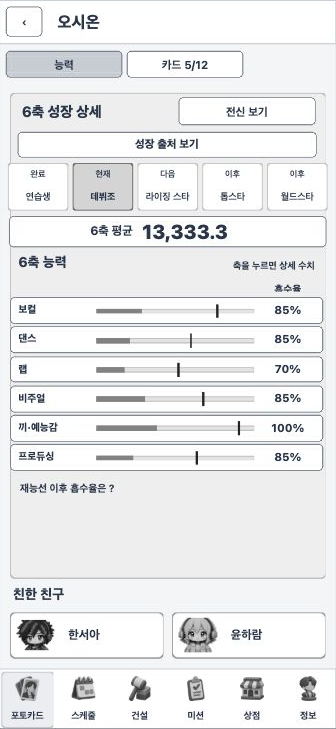 ‹ 오시온
능력 카드 5/12
6축 성장 상세 전신 보기
성장 출처 보기
완료 현재 다음 이후 이후
연습생 데뷔조 라이징 스타 톱스타 월드스타
6축 평균 13,333.3
6축 능력 축을 누르면 상세 수치
흡수율
보컬 85%
댄스 85%
랩 70%
비주얼 85%
끼·예능감 100%
프로듀싱 85%
재능선 이후 흡수율은 ?
친한 친구
한서아 윤하람
포토카드 스케줄 건설 미션 상점 정보